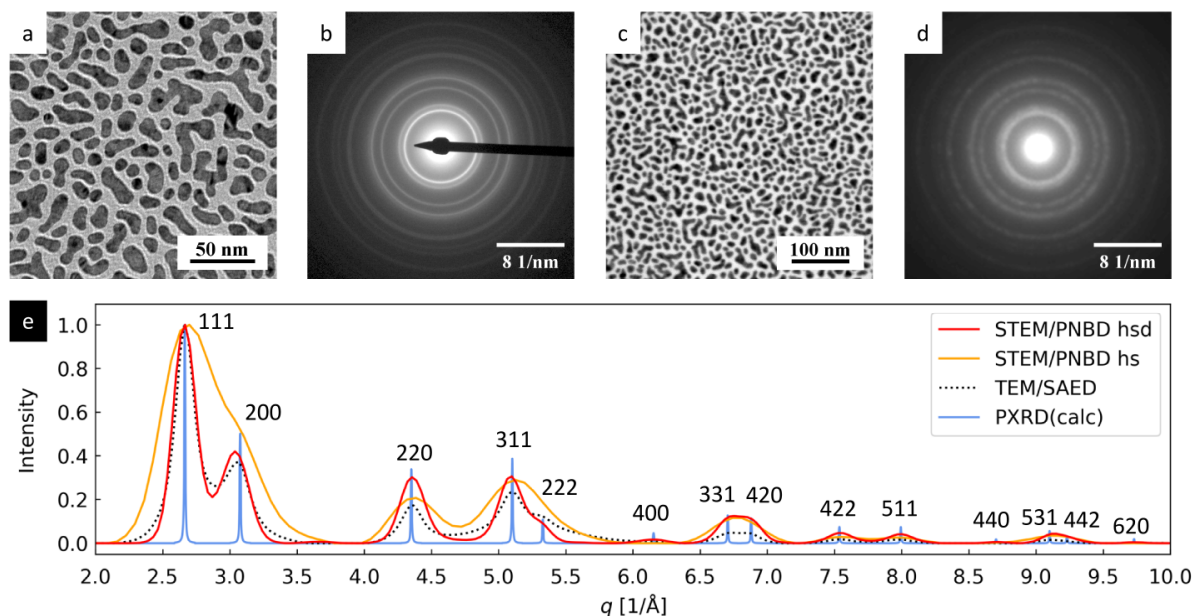 a
b
c
d
50 nm
8 1/nm
100 nm
8 1/nm
e
111
200
220
311
222
400
331
420
422
511
440
531
442
620
STEM/PNBD hsd
STEM/PNBD hs
TEM/SAED
PXRD(calc)
Intensity
1.0
0.8
0.6
0.4
0.2
0.0
2.0 2.5 3.0 3.5 4.0 4.5 5.0 5.5 6.0 6.5 7.0 7.5 8.0 8.5 9.0 9.5 10.0
q [1/Å]